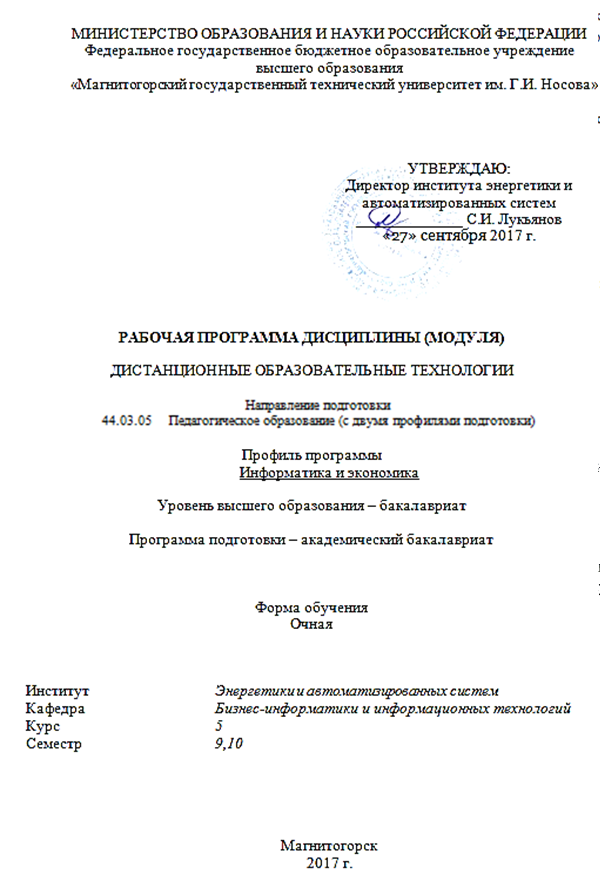 МИНИСТЕРСТВО ОБРАЗОВАНИЯ И НАУКИ РОССИЙСКОЙ ФЕДЕРАЦИИ
Федеральное государственное бюджетное образовательное учреждение
высшего образования
«Магнитогорский государственный технический университет им. Г.И. Носова»
УТВЕРЖДАЮ:
Директор института энергетики и
автоматизированных систем
______________ С.И. Лукьянов
«27» сентября 2017 г.
РАБОЧАЯ ПРОГРАММА ДИСЦИПЛИНЫ (МОДУЛЯ)
ДИСТАНЦИОННЫЕ ОБРАЗОВАТЕЛЬНЫЕ ТЕХНОЛОГИИ
Направление подготовки
44.03.05 Педагогическое образование (с двумя профилями подготовки)
Профиль программы
Информатика и экономика
Уровень высшего образования – бакалавриат
Программа подготовки – академический бакалавриат
Форма обучения
Очная
Институт Энергетики и автоматизированных систем
Кафедра Бизнес-информатики и информационных технологий
Курс 5
Семестр 9,10
Магнитогорск
2017 г.